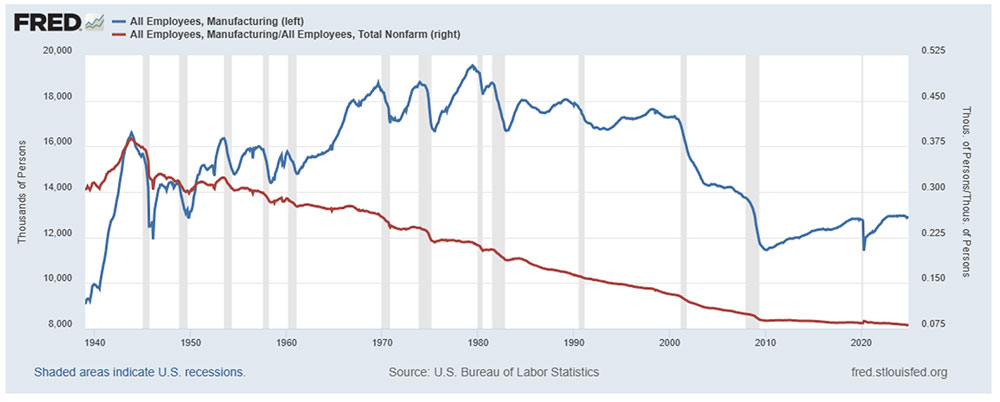 FRED
All Employees, Manufacturing (left)
All Employees, Manufacturing/All Employees, Total Nonfarm (right)
20,000
18,000
16,000
14,000
12,000
10,000
8,000
Thousands of Persons
0.525
0.450
0.375
0.300
0.225
0.150
0.075
Thous. of Persons/Thous. of Persons
1940
1950
1960
1970
1980
1990
2000
2010
2020
Shaded areas indicate U.S. recessions.
Source: U.S. Bureau of Labor Statistics
fred.stlouisfed.org